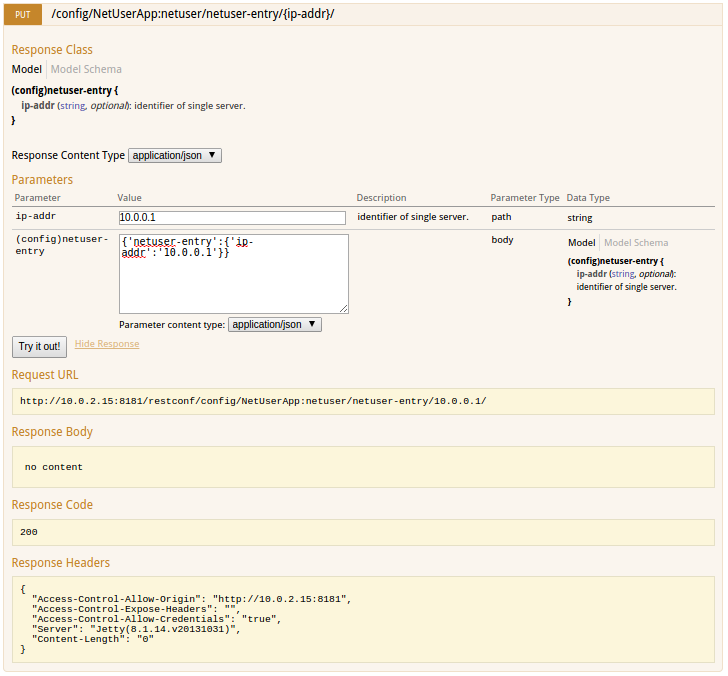 PUT /config/NetUserApp:netuser/netuser-entry/{ip-addr}/
Response Class
Model Model Schema
(config)netuser-entry {
ip-addr (string, optional): identifier of single server.
}
Response Content Type application/json ▼
Parameters
Parameter Value Description Parameter Type Data Type
ip-addr 10.0.0.1 identifier of single server. path string
(config)netuser-
entry
{'netuser-entry':{'ip-
addr':'10.0.0.1'}}
Parameter content type: application/json ▼
body
Model Model Schema
(config)netuser-entry {
ip-addr (string, optional):
identifier of single server.
}
Try it out! Hide Response
Request URL
http://10.0.2.15:8181/restconf/config/NetUserApp:netuser/netuser-entry/10.0.0.1/
Response Body
no content
Response Code
200
Response Headers
{
"Access-Control-Allow-Origin": "http://10.0.2.15:8181",
"Access-Control-Expose-Headers": "",
"Access-Control-Allow-Credentials": "true",
"Server": "Jetty(8.1.14.v20131031)",
"Content-Length": "0"
}